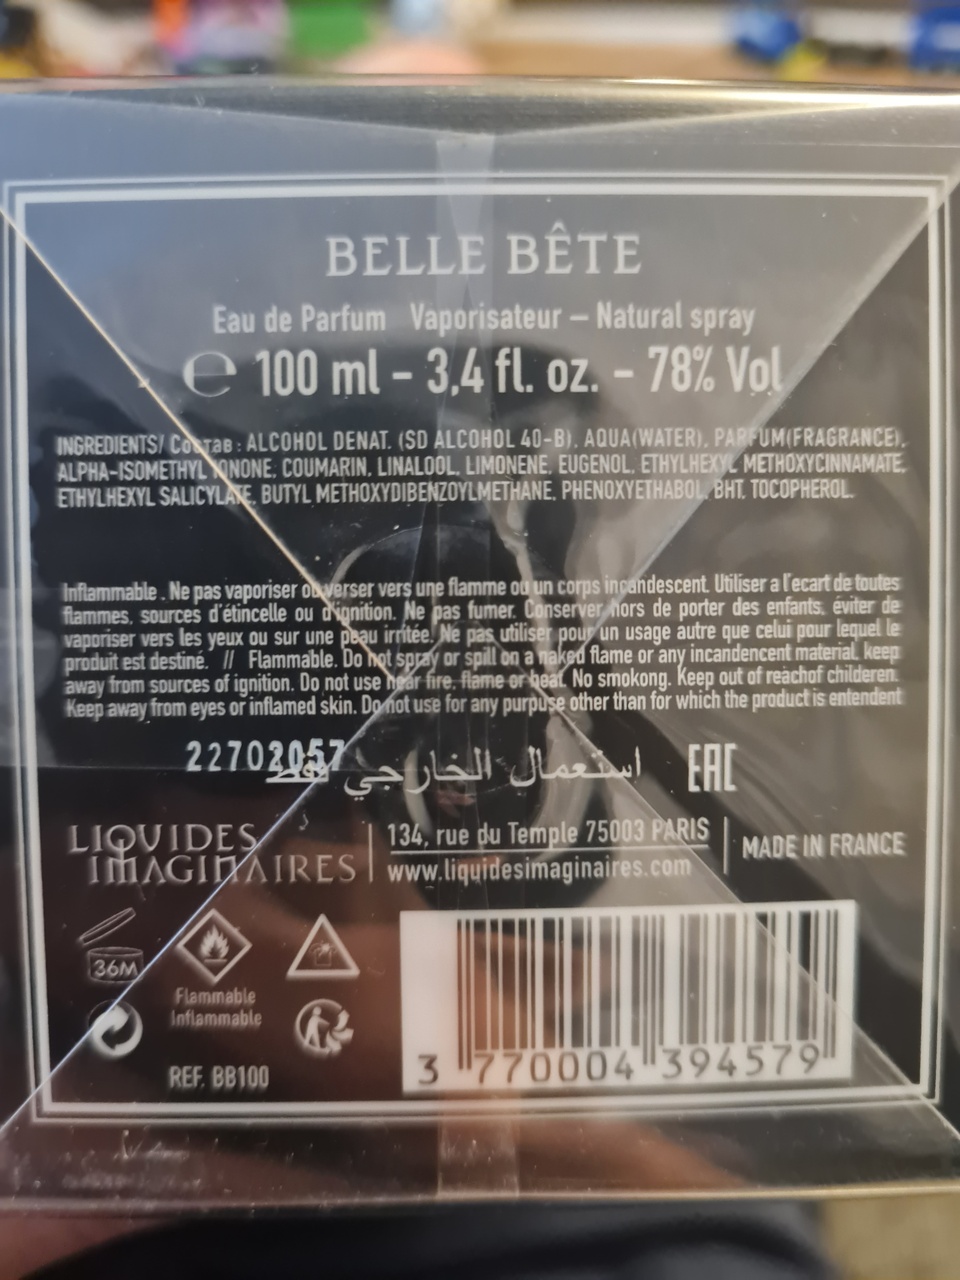 BELLE BÊTE
Eau de Parfum Vaporisateur – Natural spray
℮ 100 ml – 3,4 fl. oz. – 78% Vol
INGREDIENTS/ Состав : ALCOHOL DENAT. (SD ALCOHOL 40-B), AQUA(WATER), PARFUM(FRAGRANCE),
ALPHA-ISOMETHYL IONONE, COUMARIN, LINALOOL, LIMONENE, EUGENOL, ETHYLHEXYL METHOXYCINNAMATE,
ETHYLHEXYL SALICYLATE, BUTYL METHOXYDIBENZOYLMETHANE, PHENOXYETHABOL, BHT, TOCOPHEROL.
Inflammable . Ne pas vaporiser ou verser vers une flamme ou un corps incandescent. Utiliser a l'ecart de toutes
flammes, sources d'étincelle ou d'ignition. Ne pas fumer. Conserver hors de porter des enfants, éviter de
vaporiser vers les yeux ou sur une peau irritée. Ne pas utiliser pour un usage autre que celui pour lequel le
produit est destiné. // Flammable. Do not spray or spill on a naked flame or any incandencent material, keep
away from sources of ignition. Do not use near fire, flame or heat. No smokong. Keep out of reachof childeren.
Keep away from eyes or inflamed skin. Do not use for any purpuse other than for which the product is entendent
22702057 استعمال الخارجي فقط EAC
LIQUIDES
IMAGINAIRES
134, rue du Temple 75003 PARIS
www.liquidesimaginaires.com
MADE IN FRANCE
36M
Flammable
Inflammable
REF. BB100
3 770004 394579